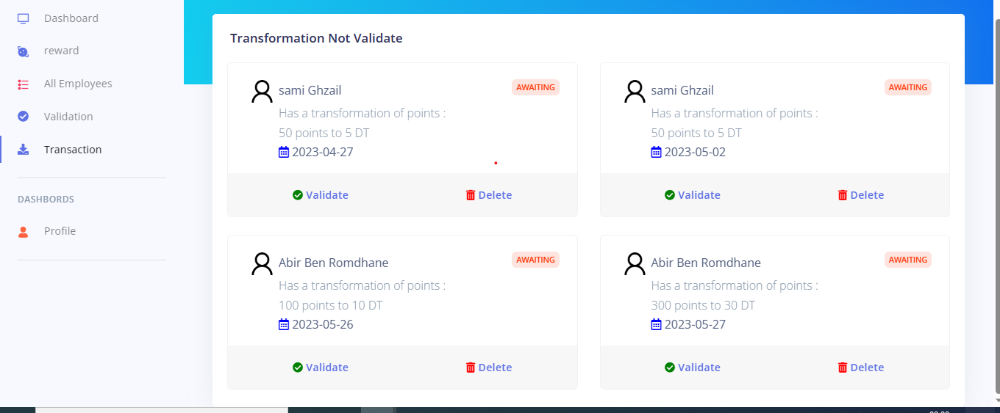 Dashboard
reward
All Employees
Validation
Transaction
DASHBORDS
Profile
Transformation Not Validate
sami Ghzail
AWAITING
Has a transformation of points :
50 points to 5 DT
2023-04-27
Validate
Delete
sami Ghzail
AWAITING
Has a transformation of points :
50 points to 5 DT
2023-05-02
Validate
Delete
Abir Ben Romdhane
AWAITING
Has a transformation of points :
100 points to 10 DT
2023-05-26
Validate
Delete
Abir Ben Romdhane
AWAITING
Has a transformation of points :
300 points to 30 DT
2023-05-27
Validate
Delete